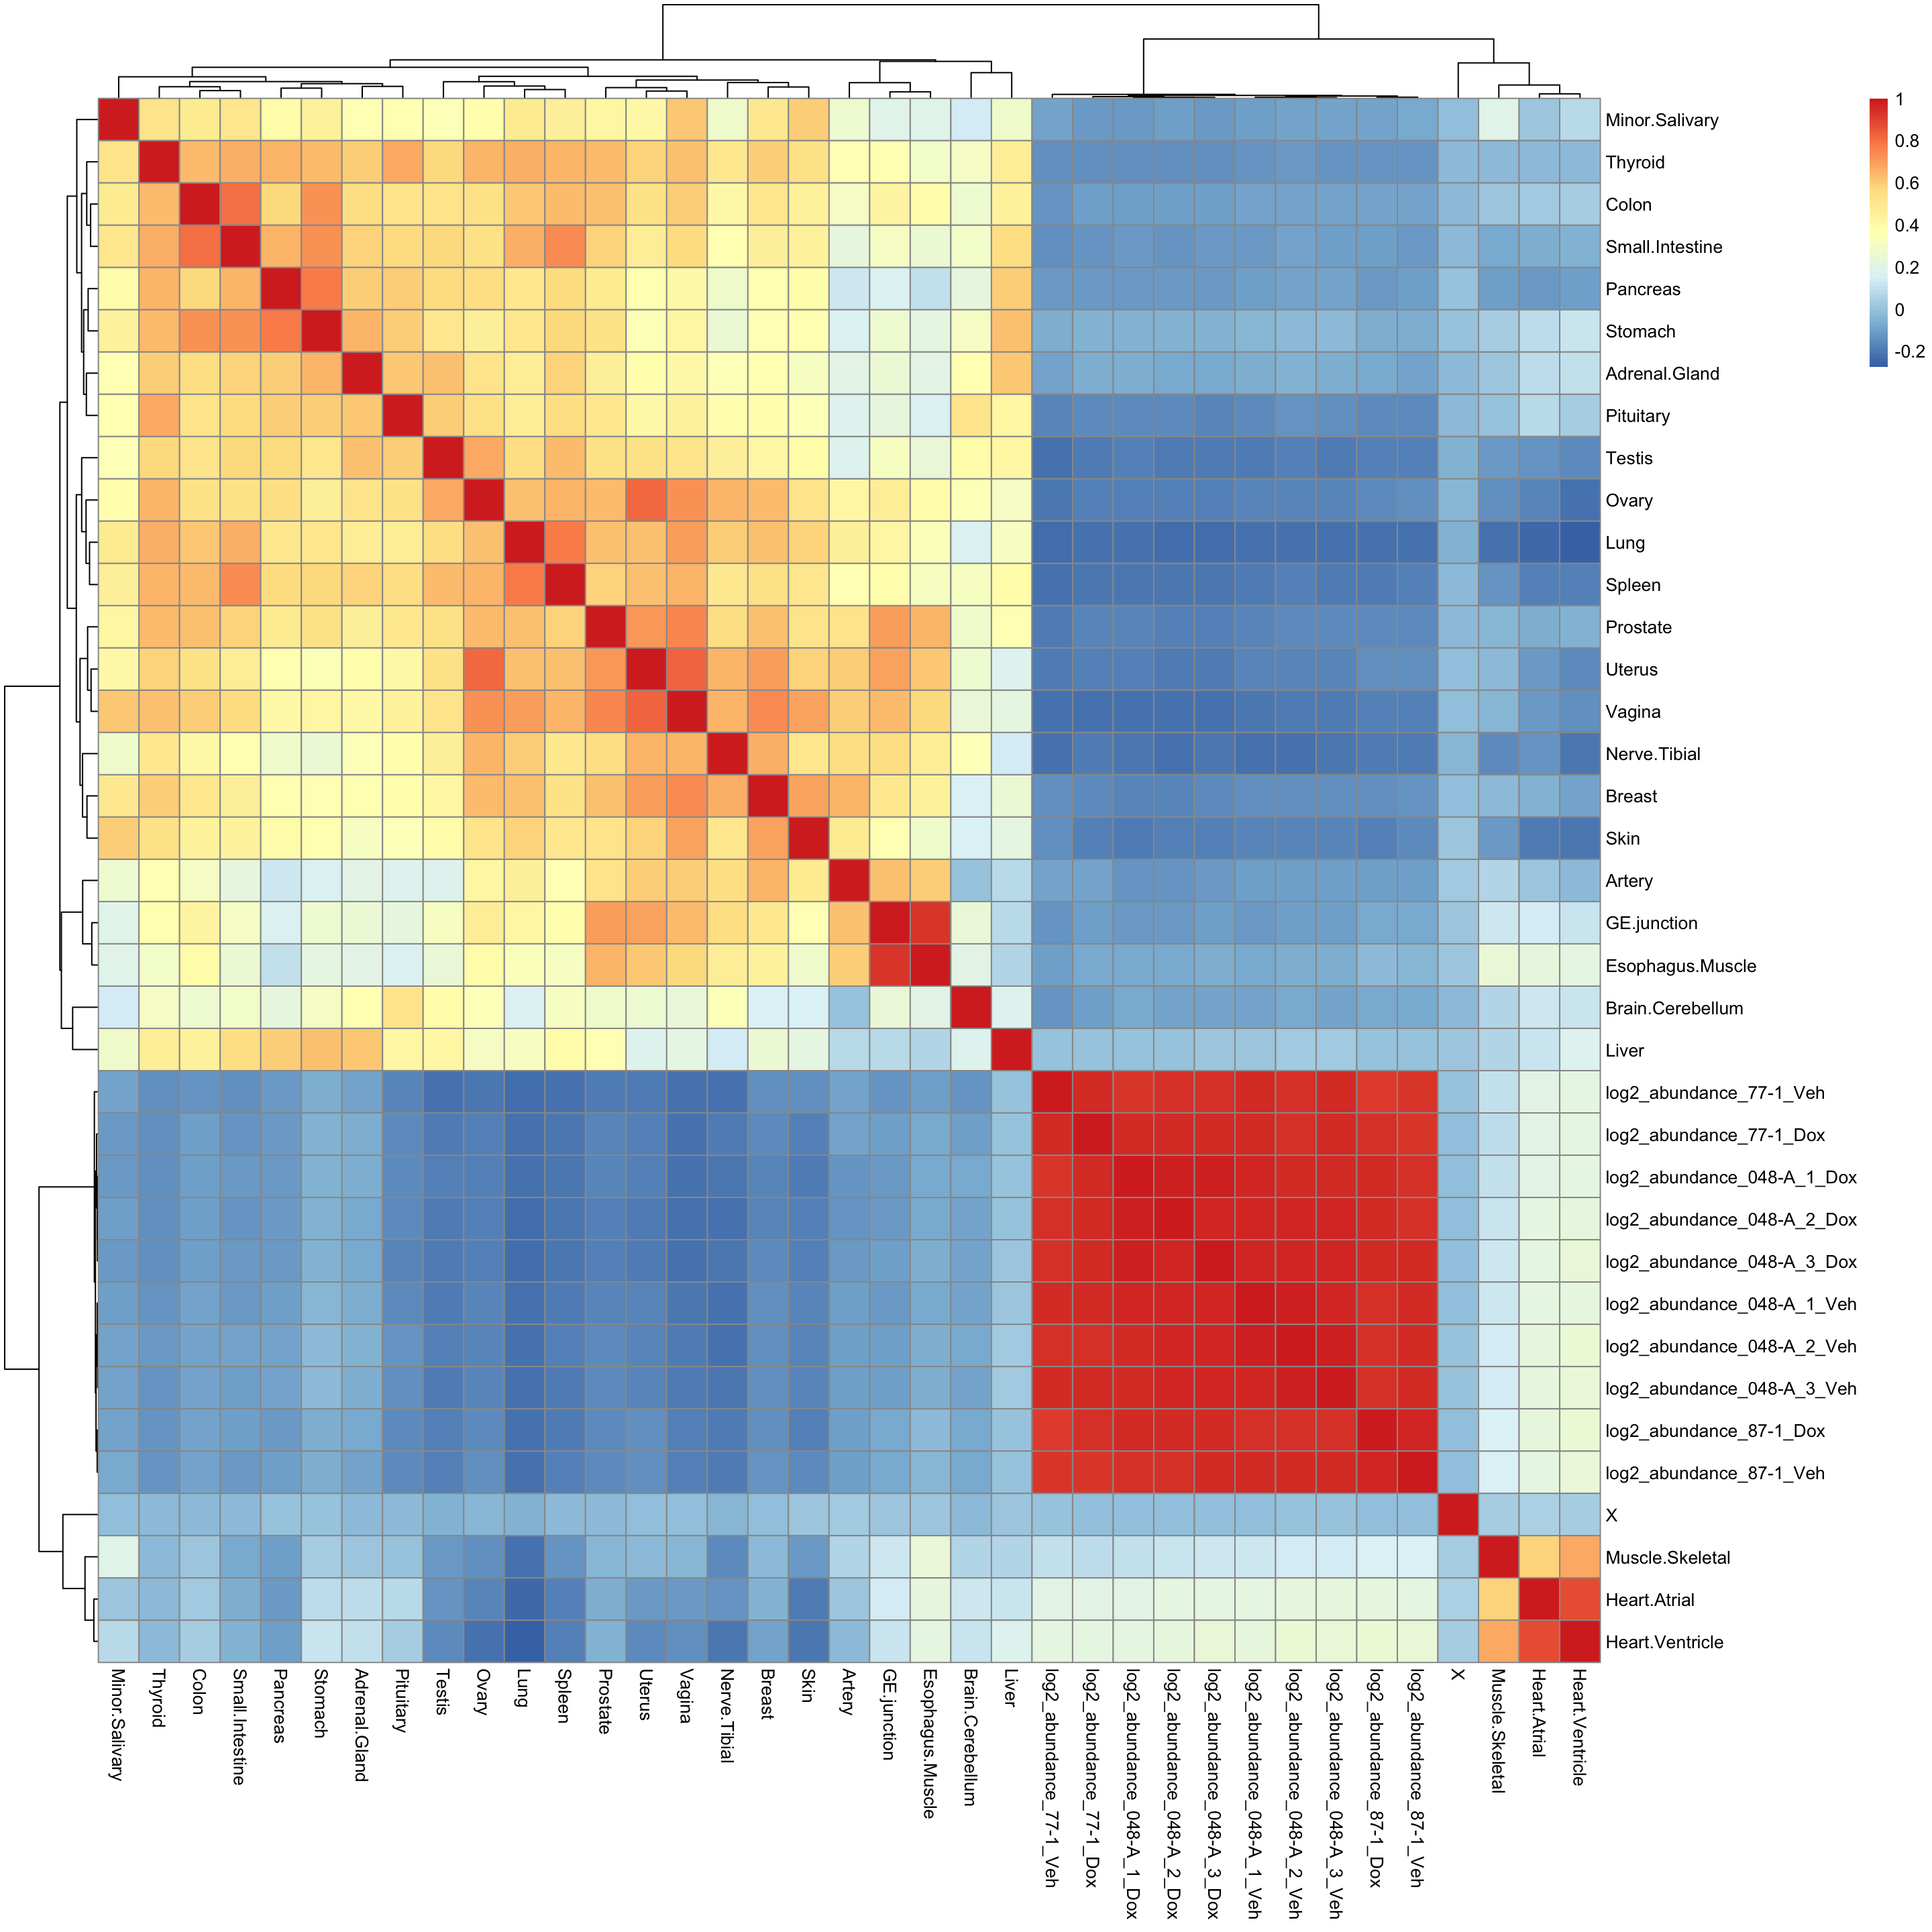 1
0.8
0.6
0.4
0.2
0
-0.2
Minor.Salivary
Thyroid
Colon
Small.Intestine
Pancreas
Stomach
Adrenal.Gland
Pituitary
Testis
Ovary
Lung
Spleen
Prostate
Uterus
Vagina
Nerve.Tibial
Breast
Skin
Artery
GE.junction
Esophagus.Muscle
Brain.Cerebellum
Liver
log2_abundance_77-1_Veh
log2_abundance_77-1_Dox
log2_abundance_048-A_1_Dox
log2_abundance_048-A_2_Dox
log2_abundance_048-A_3_Dox
log2_abundance_048-A_1_Veh
log2_abundance_048-A_2_Veh
log2_abundance_048-A_3_Veh
log2_abundance_87-1_Dox
log2_abundance_87-1_Veh
X
Muscle.Skeletal
Heart.Atrial
Heart.Ventricle
Minor.Salivary
Thyroid
Colon
Small.Intestine
Pancreas
Stomach
Adrenal.Gland
Pituitary
Testis
Ovary
Lung
Spleen
Prostate
Uterus
Vagina
Nerve.Tibial
Breast
Skin
Artery
GE.junction
Esophagus.Muscle
Brain.Cerebellum
Liver
log2_abundance_77-1_Veh
log2_abundance_77-1_Dox
log2_abundance_048-A_1_Dox
log2_abundance_048-A_2_Dox
log2_abundance_048-A_3_Dox
log2_abundance_048-A_1_Veh
log2_abundance_048-A_2_Veh
log2_abundance_048-A_3_Veh
log2_abundance_87-1_Dox
log2_abundance_87-1_Veh
X
Muscle.Skeletal
Heart.Atrial
Heart.Ventricle